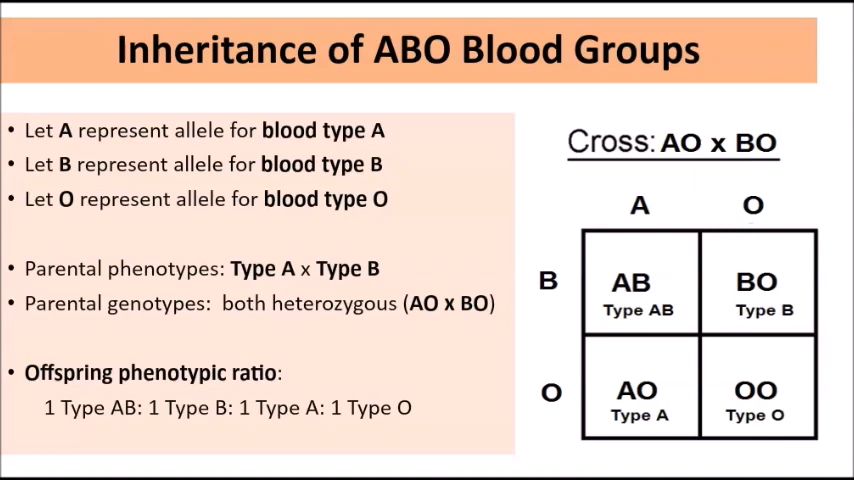 Inheritance of ABO Blood Groups
• Let A represent allele for blood type A
• Let B represent allele for blood type B
• Let O represent allele for blood type O
• Parental phenotypes: Type A x Type B
• Parental genotypes: both heterozygous (AO x BO)
• Offspring phenotypic ratio:
1 Type AB: 1 Type B: 1 Type A: 1 Type O
Cross: AO x BO
A O
B AB BO
Type AB Type B
O AO OO
Type A Type O